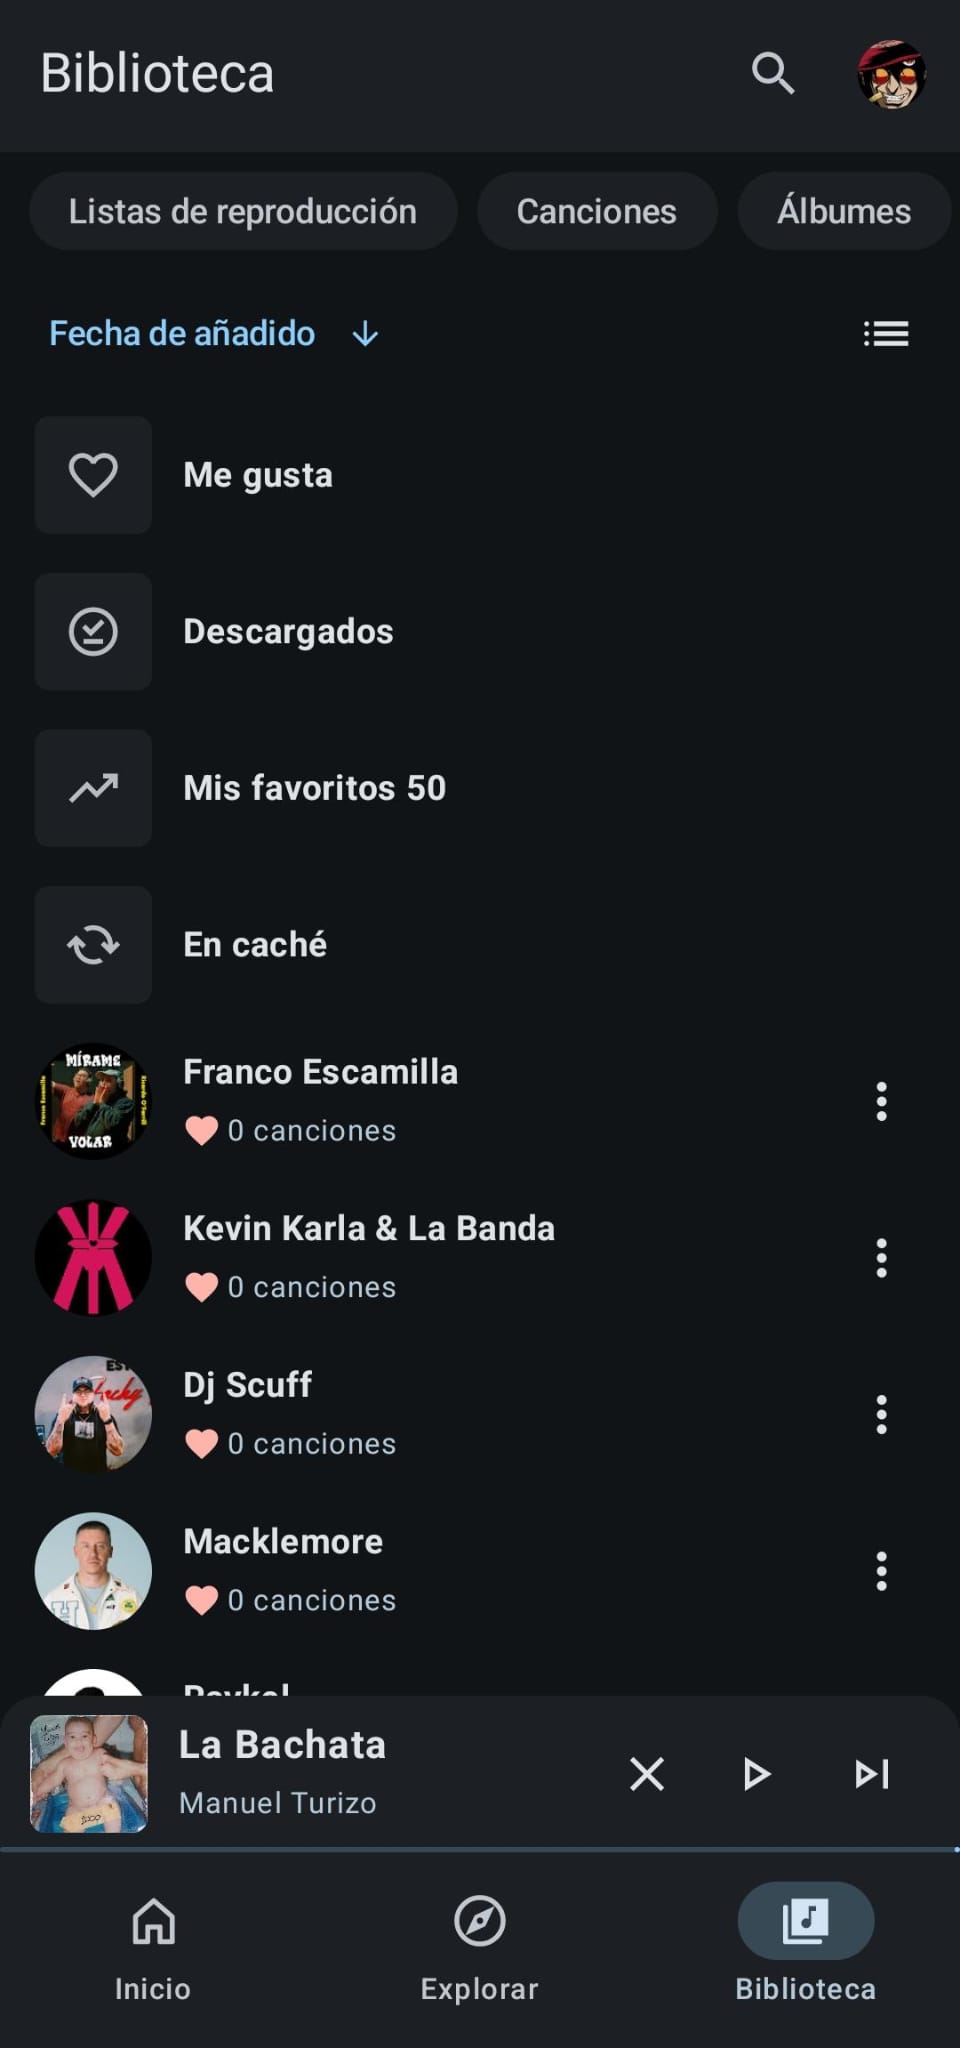 Biblioteca
Listas de reproducción
Canciones
Álbumes
Fecha de añadido
Me gusta
Descargados
Mis favoritos 50
En caché
MÍRAME
VOLAR
Franco Escamilla
0 canciones
Kevin Karla & La Banda
0 canciones
Dj Scuff
0 canciones
Macklemore
0 canciones
La Bachata
Manuel Turizo
Inicio
Explorar
Biblioteca